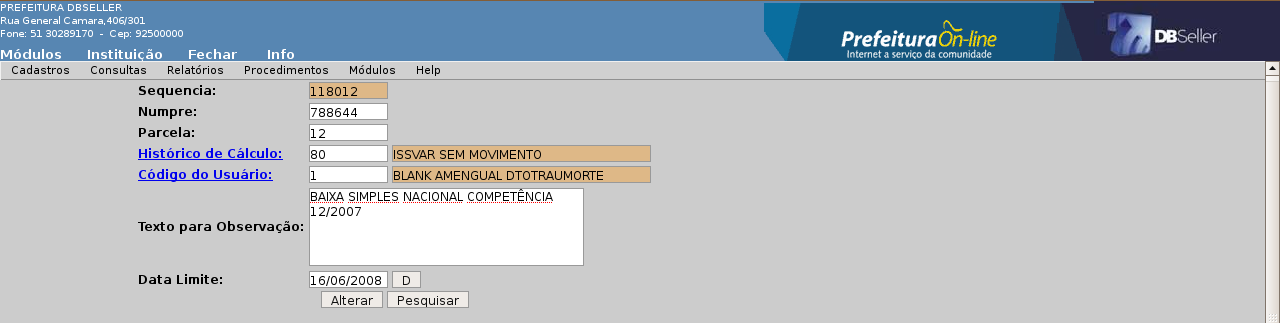 PREFEITURA DBSELLER
Rua General Camara,406/301
Fone: 51 30289170 - Cep: 92500000
Módulos Instituição Fechar Info
PrefeituraOn-line
Internet a serviço da comunidade
DBSeller
Cadastros Consultas Relatórios Procedimentos Módulos Help
Sequencia: 118012
Numpre: 788644
Parcela: 12
Histórico de Cálculo: 80 ISSVAR SEM MOVIMENTO
Código do Usuário: 1 BLANK AMENGUAL DTOTRAUMORTE
Texto para Observação: BAIXA SIMPLES NACIONAL COMPETÊNCIA
12/2007
Data Limite: 16/06/2008 D
Alterar Pesquisar